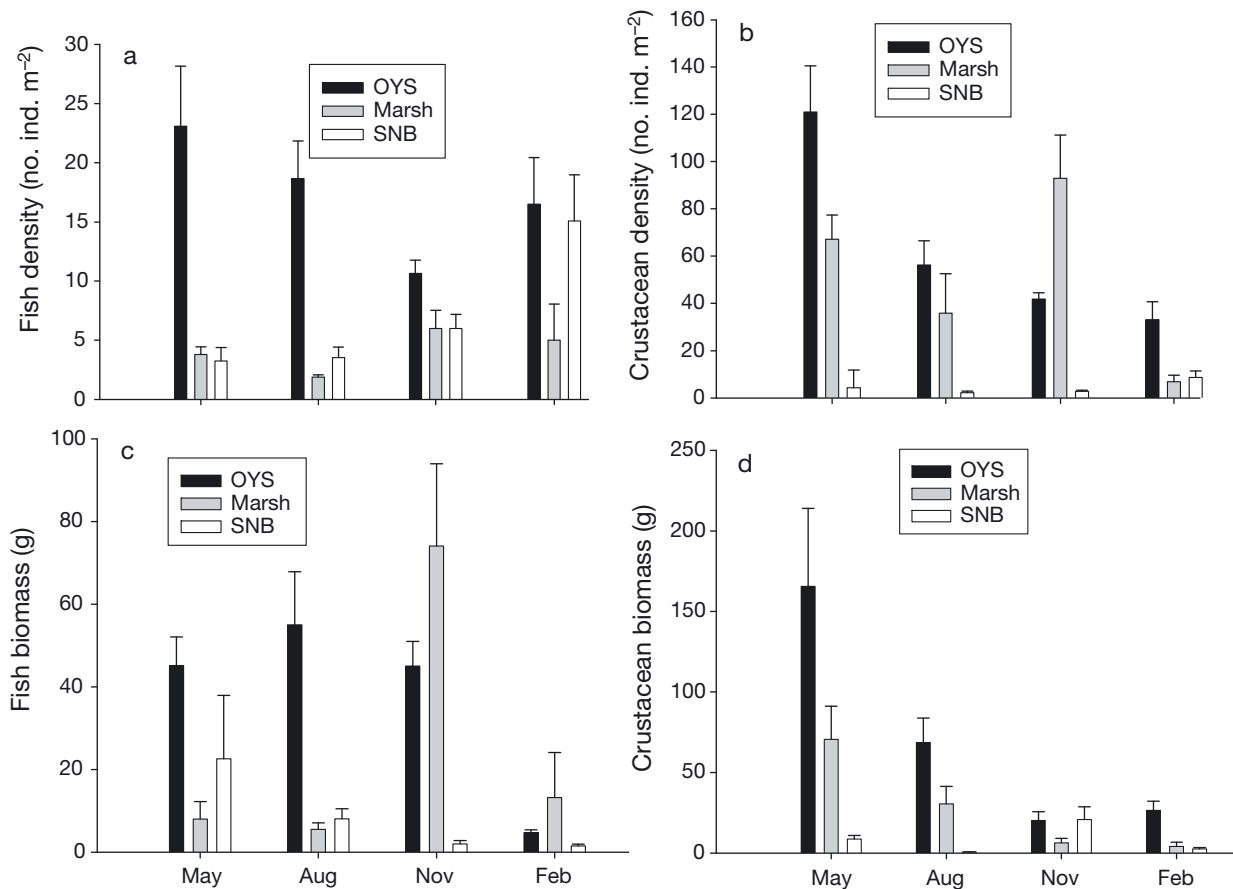 a
Fish density (no. ind. m⁻²)
30
25
20
15
10
5
0
OYS
Marsh
SNB
b
Crustacean density (no. ind. m⁻²)
160
140
120
100
80
60
40
20
0
OYS
Marsh
SNB
c
Fish biomass (g)
100
80
60
40
20
0
OYS
Marsh
SNB
May Aug Nov Feb
d
Crustacean biomass (g)
250
200
150
100
50
0
OYS
Marsh
SNB
May Aug Nov Feb